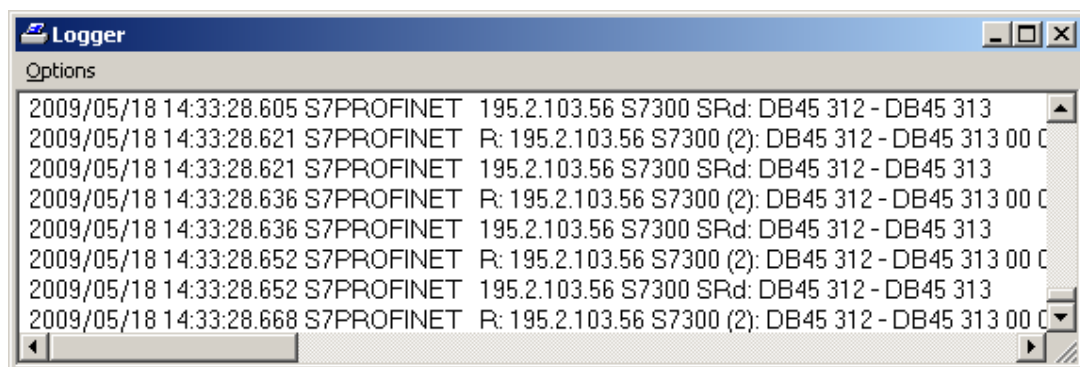 Logger
Options
2009/05/18 14:33:28.605 S7PROFINET 195.2.103.56 S7300 SRd: DB45 312 - DB45 313
2009/05/18 14:33:28.621 S7PROFINET R: 195.2.103.56 S7300 (2): DB45 312 - DB45 313 00
2009/05/18 14:33:28.621 S7PROFINET 195.2.103.56 S7300 SRd: DB45 312 - DB45 313
2009/05/18 14:33:28.636 S7PROFINET R: 195.2.103.56 S7300 (2): DB45 312 - DB45 313 00
2009/05/18 14:33:28.636 S7PROFINET 195.2.103.56 S7300 SRd: DB45 312 - DB45 313
2009/05/18 14:33:28.652 S7PROFINET R: 195.2.103.56 S7300 (2): DB45 312 - DB45 313 00
2009/05/18 14:33:28.652 S7PROFINET 195.2.103.56 S7300 SRd: DB45 312 - DB45 313
2009/05/18 14:33:28.668 S7PROFINET R: 195.2.103.56 S7300 (2): DB45 312 - DB45 313 00